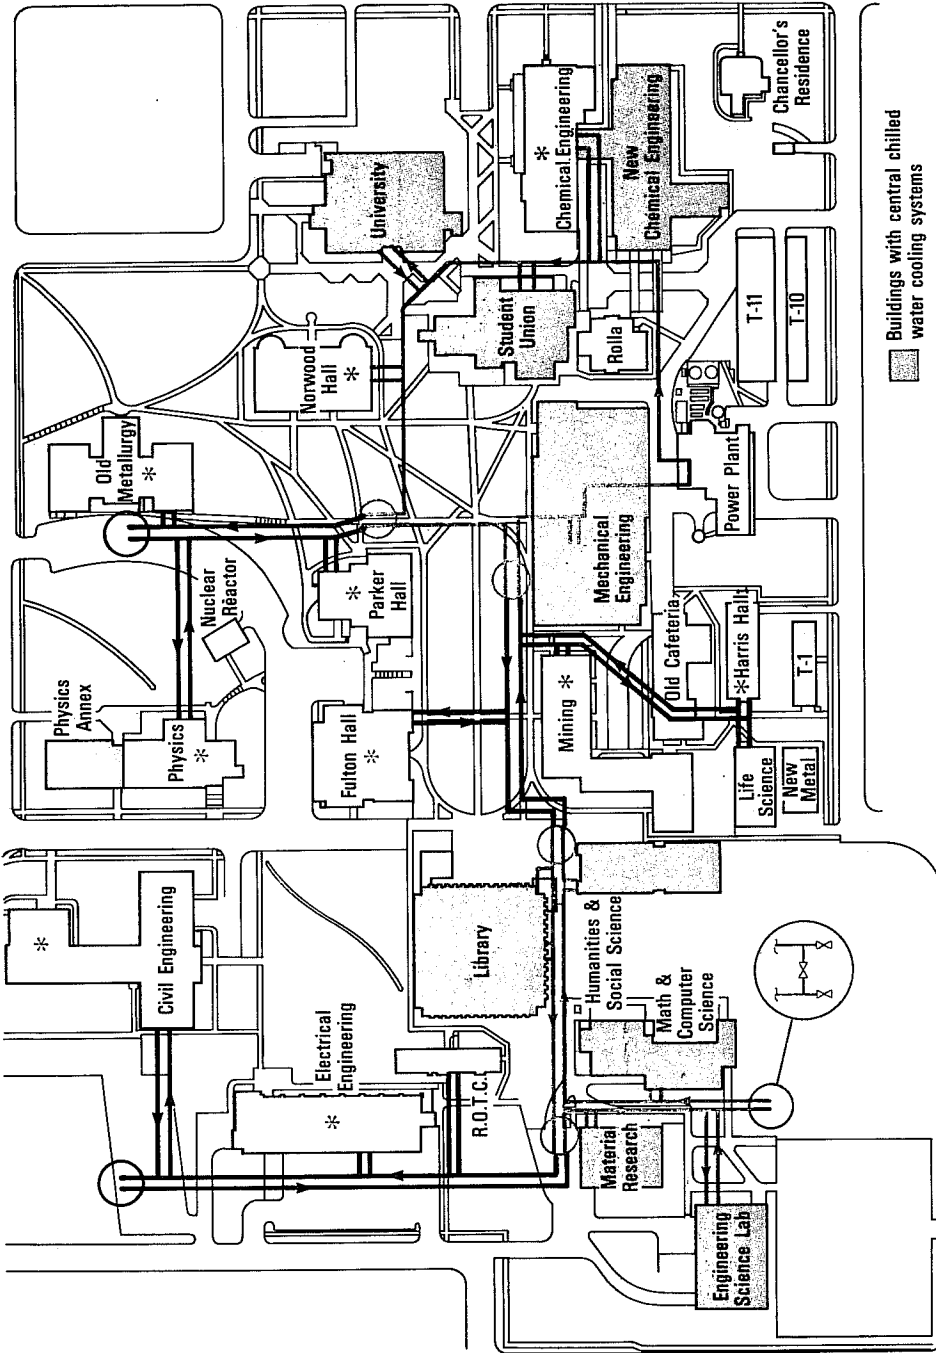 Physics
Annex
Physics
*
Nuclear
Reactor
Old
Metallurgy
*
Norwood
Hall
*
University
Civil Engineering
*
Electrical
Engineering
*
R.O.T.C.
Library
Fulton Hall
*
Parker
Hall
*
Student
Union
Rolla
Chemical Engineering
*
New
Chemical Engineering
Chancellor's
Residence
Mechanical
Engineering
Mining *
Old Cafeteria
*Harris Hall
Power Plant
T-11
T-10
T-1
Life
Science
New
Metal
Humanities &
Social Science
Math &
Computer
Science
Material
Research
Engineering
Science Lab
Buildings with central chilled
water cooling systems